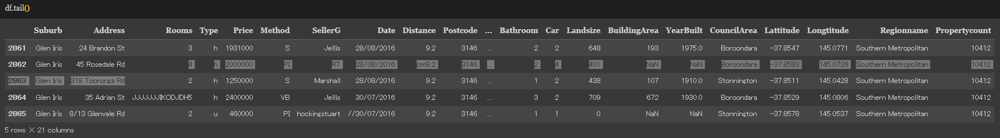 df.tail()
Suburb Address Rooms Type Price Method SellerG Date Distance Postcode ... Bathroom Car Landsize BuildingArea YearBuilt CouncilArea Lattitude Longtitude Regionname Propertycount
2861 Glen Iris 24 Brandon St 3 h 1931000 S Jellis 28/08/2016 9.2 3146 ... 2 2 648 193 1975.0 Boroondara -37.8547 145.0771 Southern Metropolitan 10412
2862 Glen Iris 45 Rosedale Rd 4 h 2000000 PI RT 28/08/2016 cm9.2 3146 ... 2 4 401 NaN NaN Boroondara -37.8583 145.0726 Southern Metropolitan 10412
2863 Glen Iris 318 Tooronga Rd 2 h 1250000 S Marshall 28/08/2016 9.2 3146 ... 1 2 438 107 1910.0 Stonnington -37.8511 145.0428 Southern Metropolitan 10412
2864 Glen Iris 35 Adrian St JJJJJJJIKODJDH5 h 2400000 VB Jellis 30/07/2016 9.2 3146 ... 3 2 709 672 1930.0 Boroondara -37.8529 145.0806 Southern Metropolitan 10412
2865 Glen Iris 8/13 Glenvale Rd 2 u 460000 PI hockingstuart //30/07/2016 9.2 3146 ... 1 1 0 NaN NaN Stonnington -37.8578 145.0537 Southern Metropolitan 10412
5 rows × 21 columns